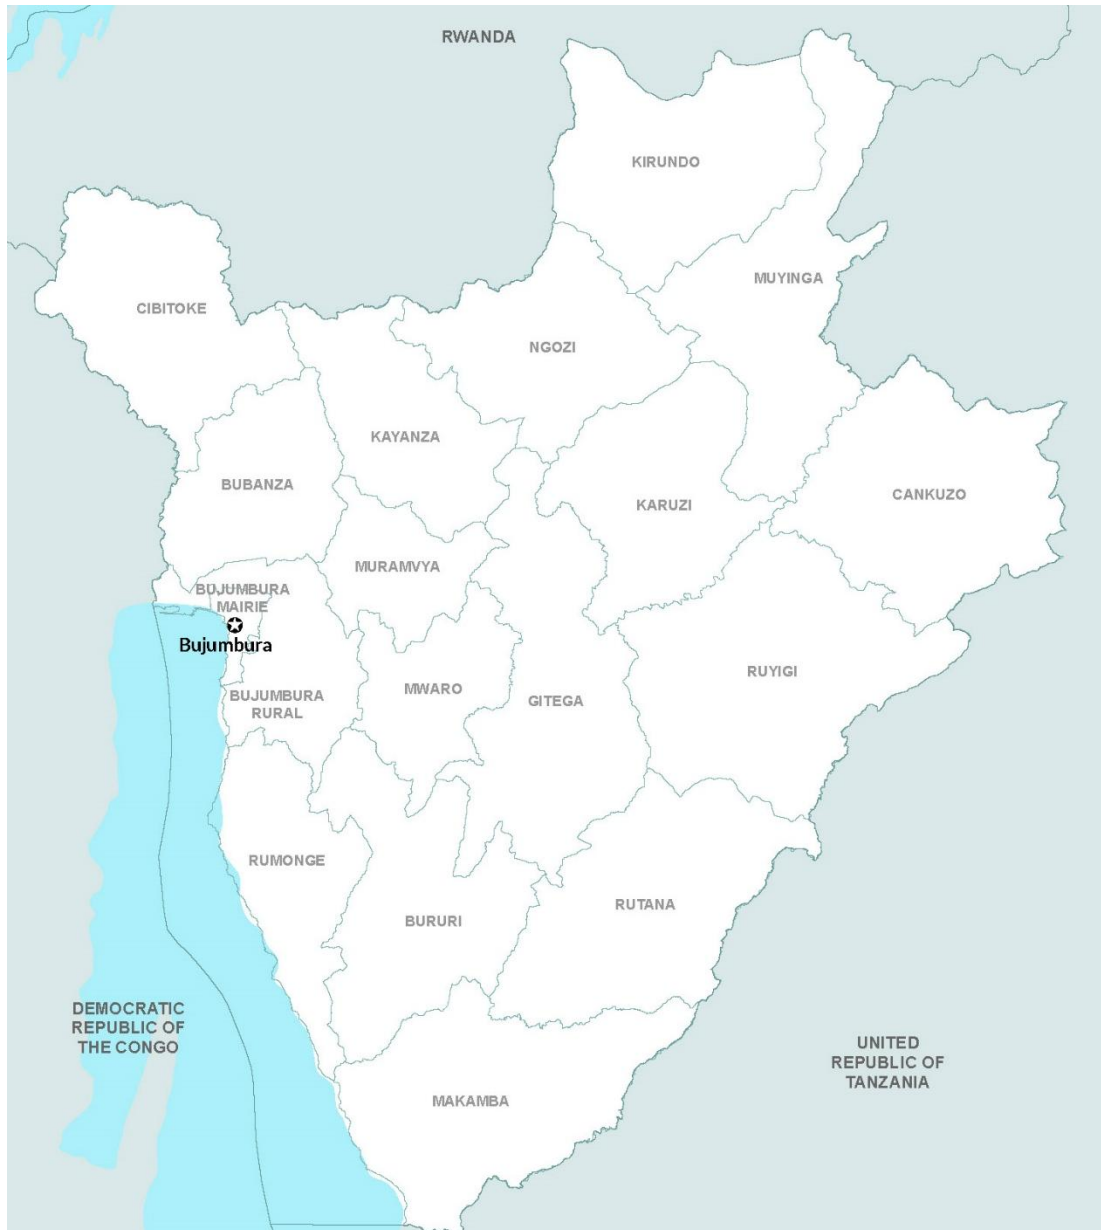 RWANDA
KIRUNDO
MUYINGA
CIBITOKE
NGOZI
KAYANZA
BUBANZA
CANKUZO
KARUZI
MURAMVYA
BUJUMBURA
MAIRIE
Bujumbura
RUYIGI
MWARO
GITEGA
BUJUMBURA
RURAL
RUMONGE
RUTANA
BURURI
DEMOCRATIC
REPUBLIC OF
THE CONGO
UNITED
REPUBLIC OF
TANZANIA
MAKAMBA